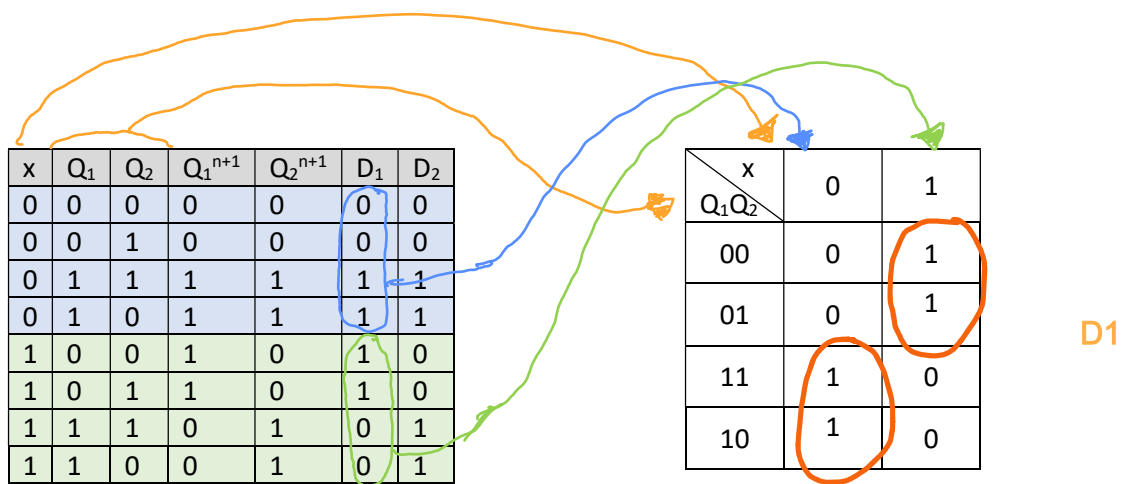 x Q₁ Q₂ Q₁ⁿ⁺¹ Q₂ⁿ⁺¹ D₁ D₂
0 0 0 0 0 0 0
0 0 1 0 0 0 0
0 1 1 1 1 1 1
0 1 0 1 1 1 1
1 0 0 1 0 1 0
1 0 1 1 0 1 0
1 1 1 0 1 0 1
1 1 0 0 1 0 1
x
Q₁Q₂ 0 1
00 0 1
01 0 1
11 1 0
10 1 0
D1